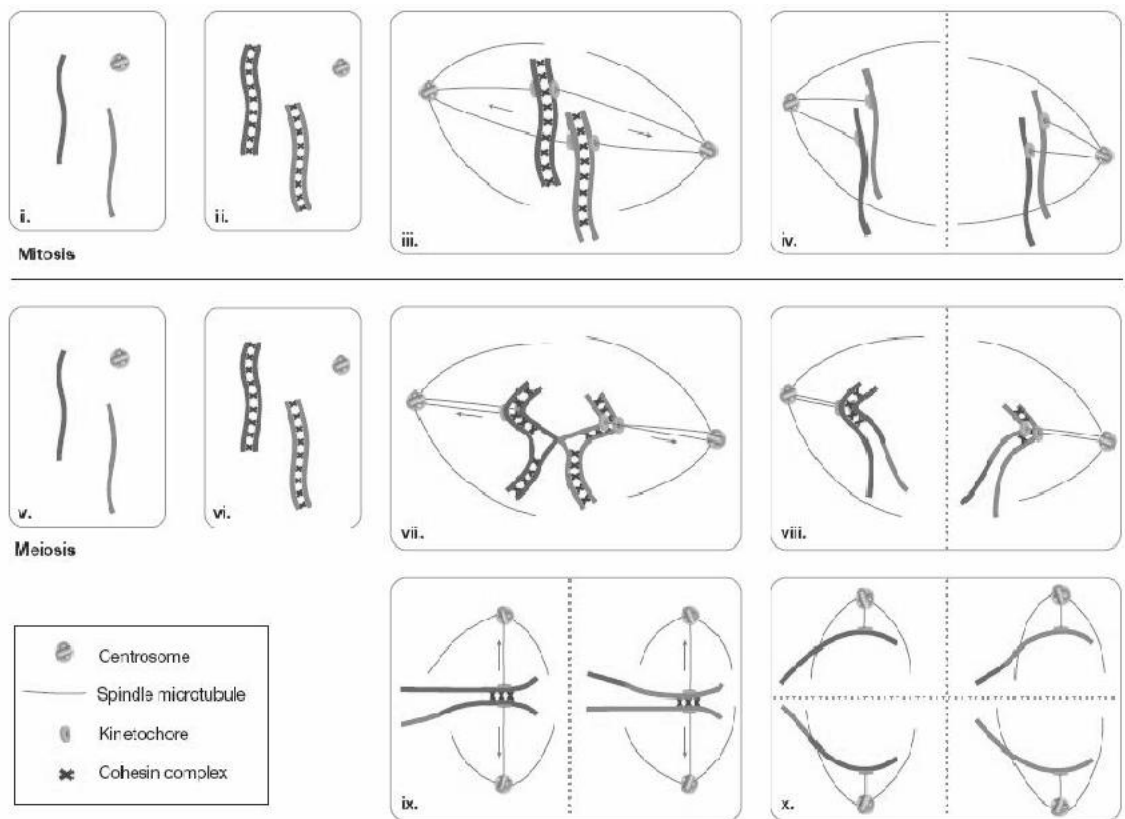 i.
ii.
iii.
iv.
Mitosis
v.
vi.
vii.
viii.
Meiosis
ix.
x.
Centrosome
Spindle microtubule
Kinetochore
Cohesin complex